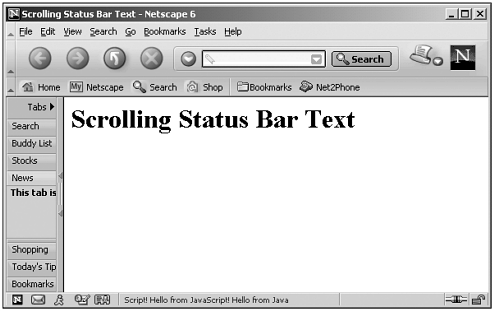 Scrolling Status Bar Text - Netscape 6
File Edit View Search Go Bookmarks Tasks Help
Search N
Home My Netscape Search Shop Bookmarks Net2Phone
Tabs
Search
Buddy List
Stocks
News
This tab is
Shopping
Today's Tip
Bookmarks
Scrolling Status Bar Text
N Script!! Hello from JavaScript!! Hello from Java